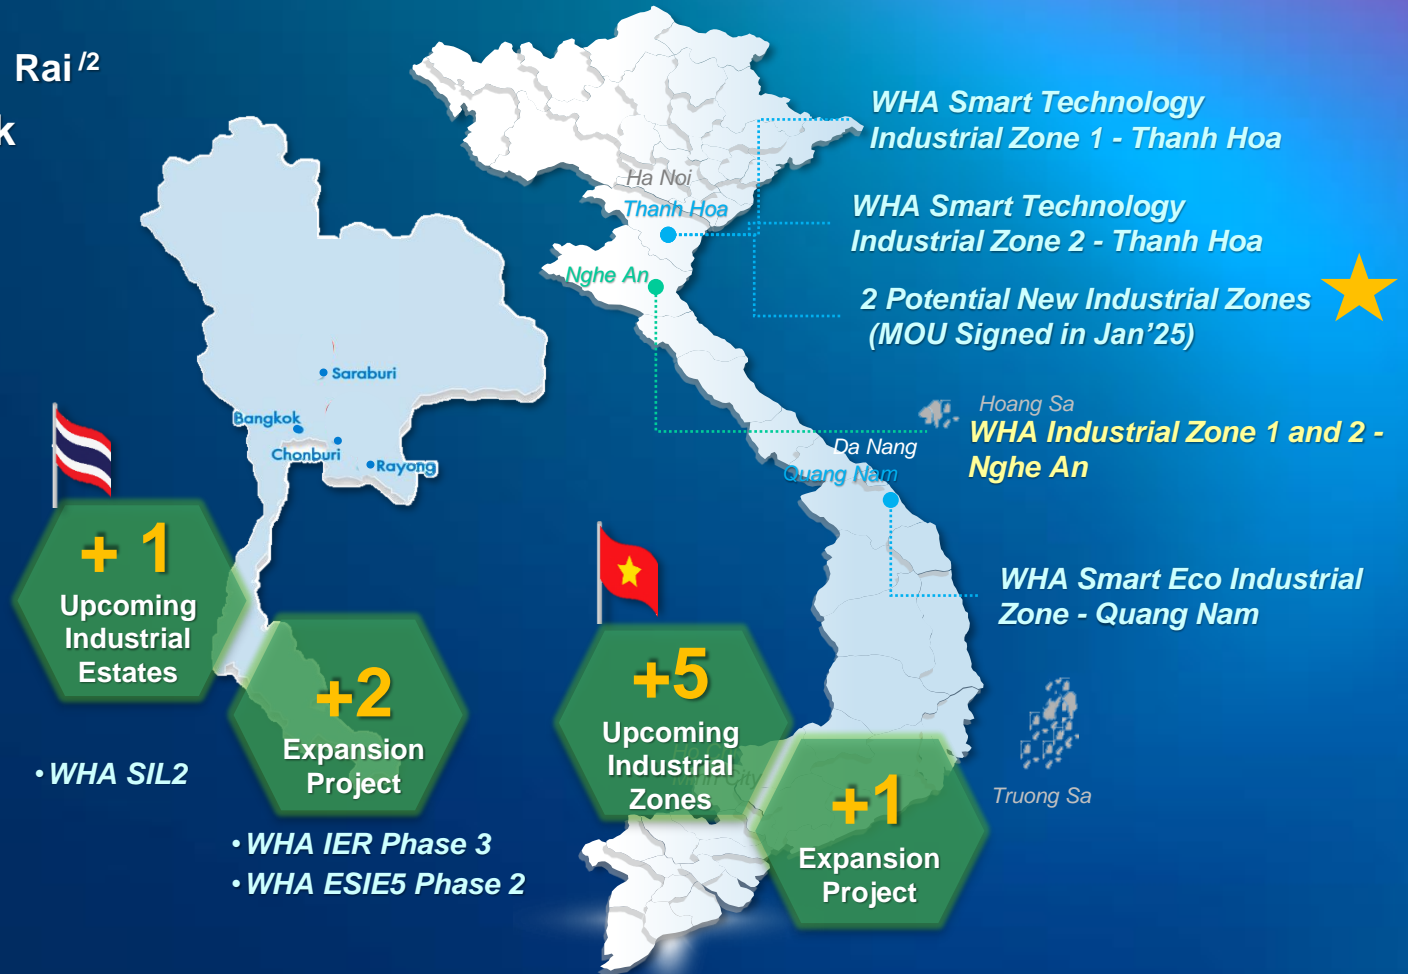 Rai /2
k
WHA Smart Technology
Industrial Zone 1 - Thanh Hoa
Ha Noi
Thanh Hoa
WHA Smart Technology
Industrial Zone 2 - Thanh Hoa
Nghe An
2 Potential New Industrial Zones
(MOU Signed in Jan’25)
Saraburi
Bangkok
Chonburi
Rayong
Hoang Sa
WHA Industrial Zone 1 and 2 -
Nghe An
Da Nang
Quang Nam
WHA Smart Eco Industrial
Zone - Quang Nam
+ 1
Upcoming
Industrial
Estates
• WHA SIL2
+2
Expansion
Project
• WHA IER Phase 3
• WHA ESIE5 Phase 2
+5
Upcoming
Industrial
Zones
Ho Chi
Minh City
+1
Expansion
Project
Truong Sa